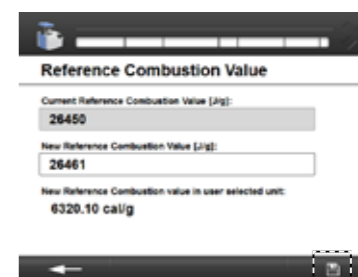 Reference Combustion Value
Current Reference Combustion Value [J/g]:
26450
New Reference Combustion Value [J/g]:
26461
New Reference Combustion value in user selected unit:
6320.10 cal/g